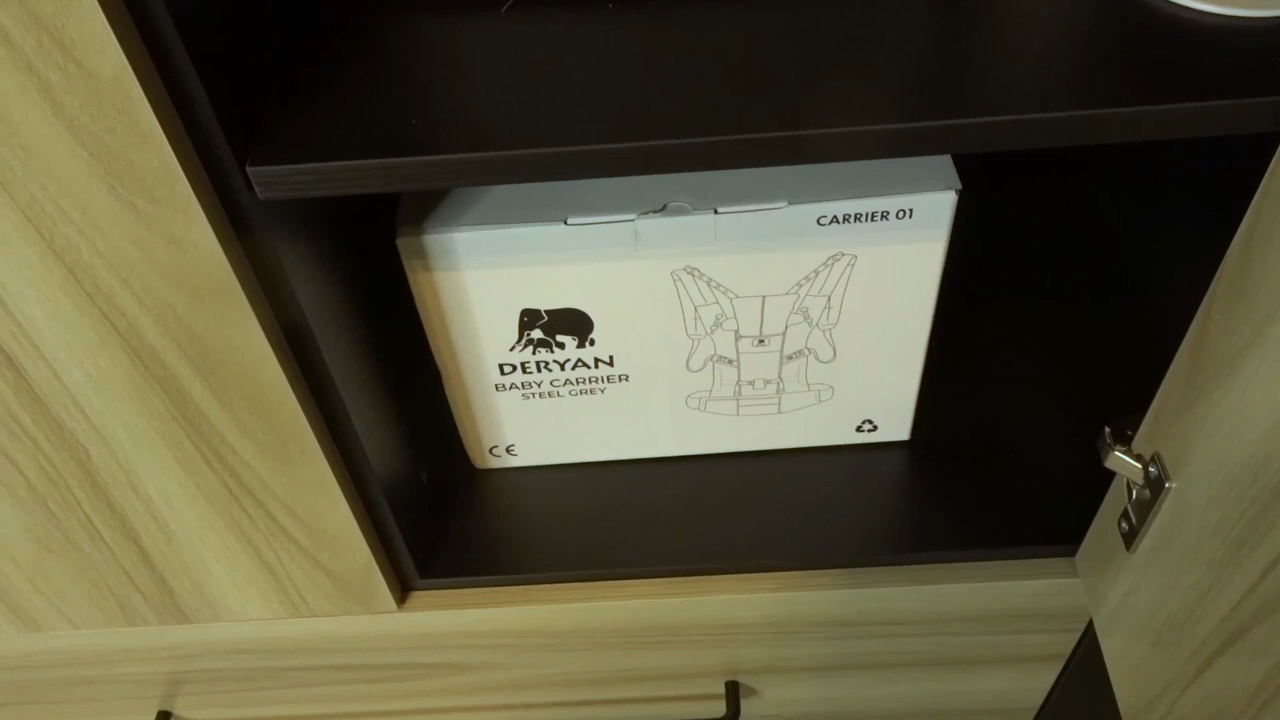 CARRIER 01
DERYAN
BABY CARRIER
STEEL GREY
CE